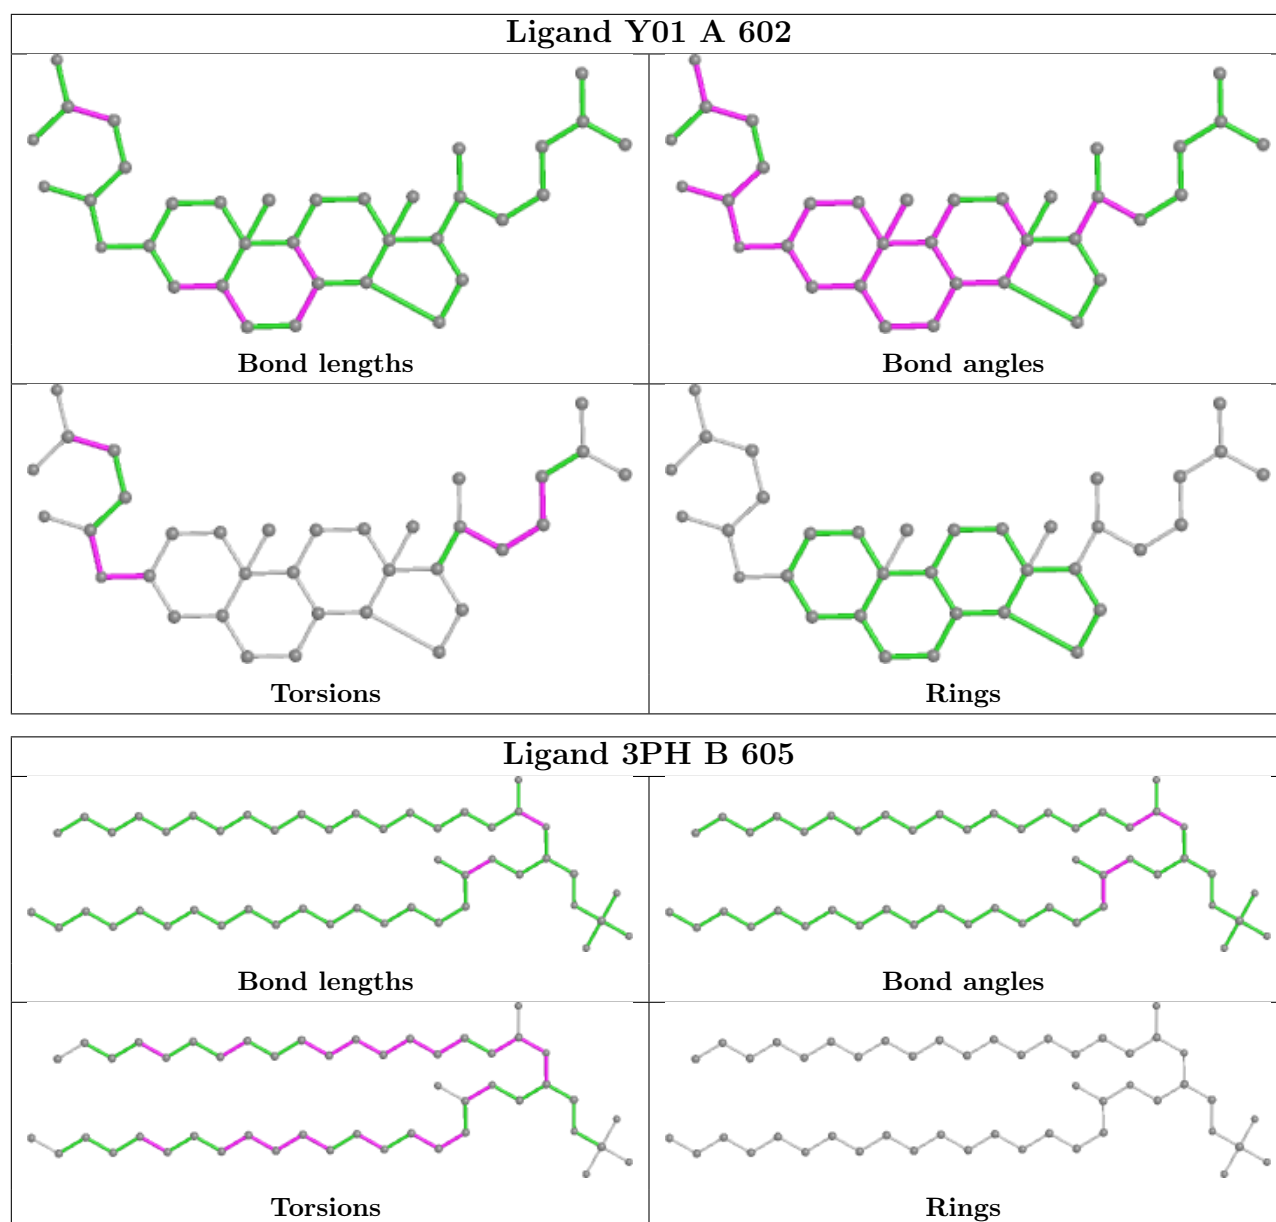 Ligand Y01 A 602
Bond lengths
Bond angles
Torsions
Rings
Ligand 3PH B 605
Bond lengths
Bond angles
Torsions
Rings